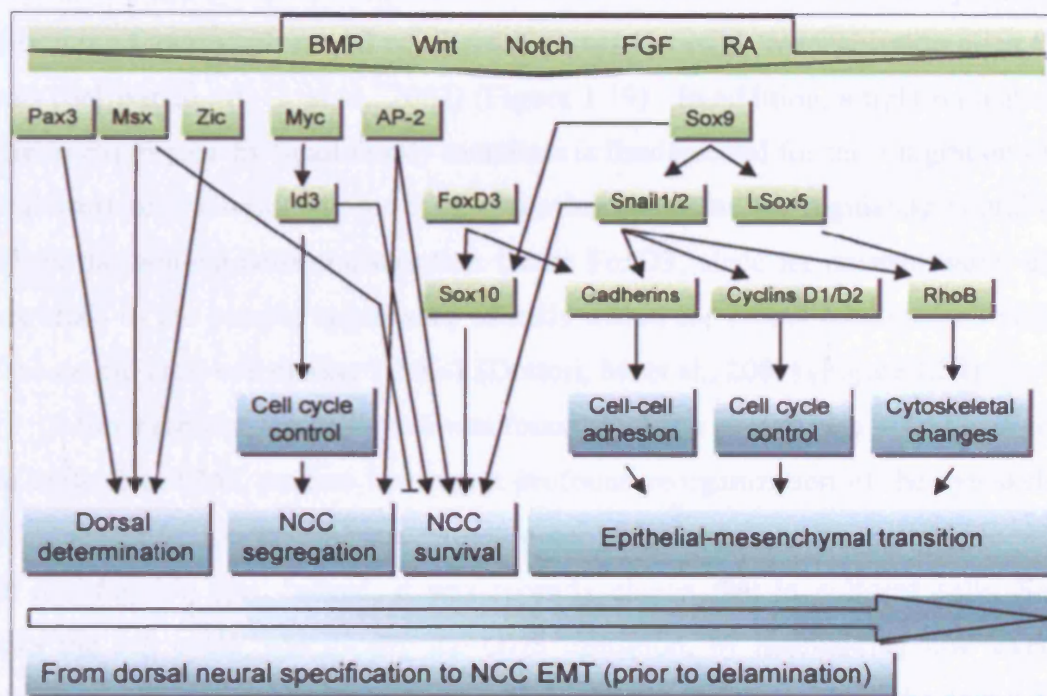 BMP Wnt Notch FGF RA
Pax3 Msx Zic Myc AP-2 Sox9
Id3 FoxD3 Snail1/2 LSox5
Sox10 Cadherins Cyclins D1/D2 RhoB
Cell cycle
control
Cell-cell
adhesion
Cell cycle
control
Cytoskeletal
changes
Dorsal
determination
NCC
segregation
NCC
survival
Epithelial-mesenchymal transition
From dorsal neural specification to NCC EMT (prior to delamination)